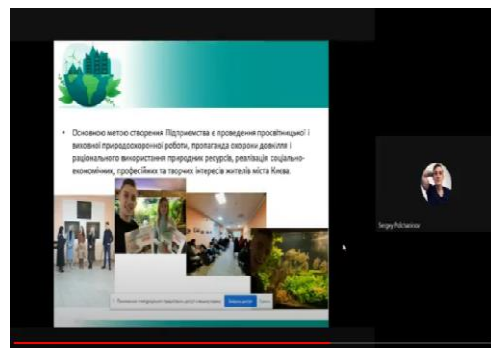 • Основною метою створення Підприємства є проведення просвітницької і
виховної природоохоронної роботи, пропаганда охорони довкілля і
раціонального використання природних ресурсів, реалізація соціально-
економічних, професійних та творчих інтересів жителів міста Києва.
Sergey